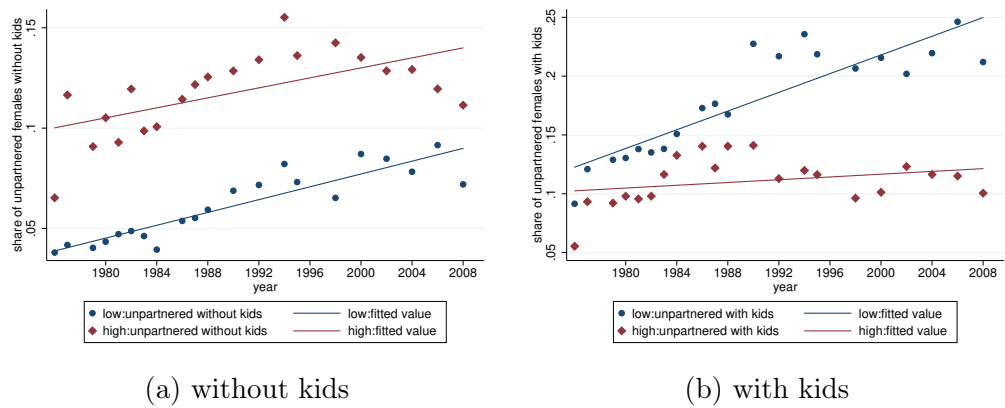 share of unpartnered females without kids
.05
.1
.15
1980
1984
1988
1992
1996
2000
2004
2008
year
low:unpartnered without kids
low:fitted value
high:unpartnered without kids
high:fitted value
(a) without kids
share of unpartnered females with kids
.05
.1
.15
.2
.25
1980
1984
1988
1992
1996
2000
2004
2008
year
low:unpartnered with kids
low:fitted value
high:unpartnered with kids
high:fitted value
(b) with kids